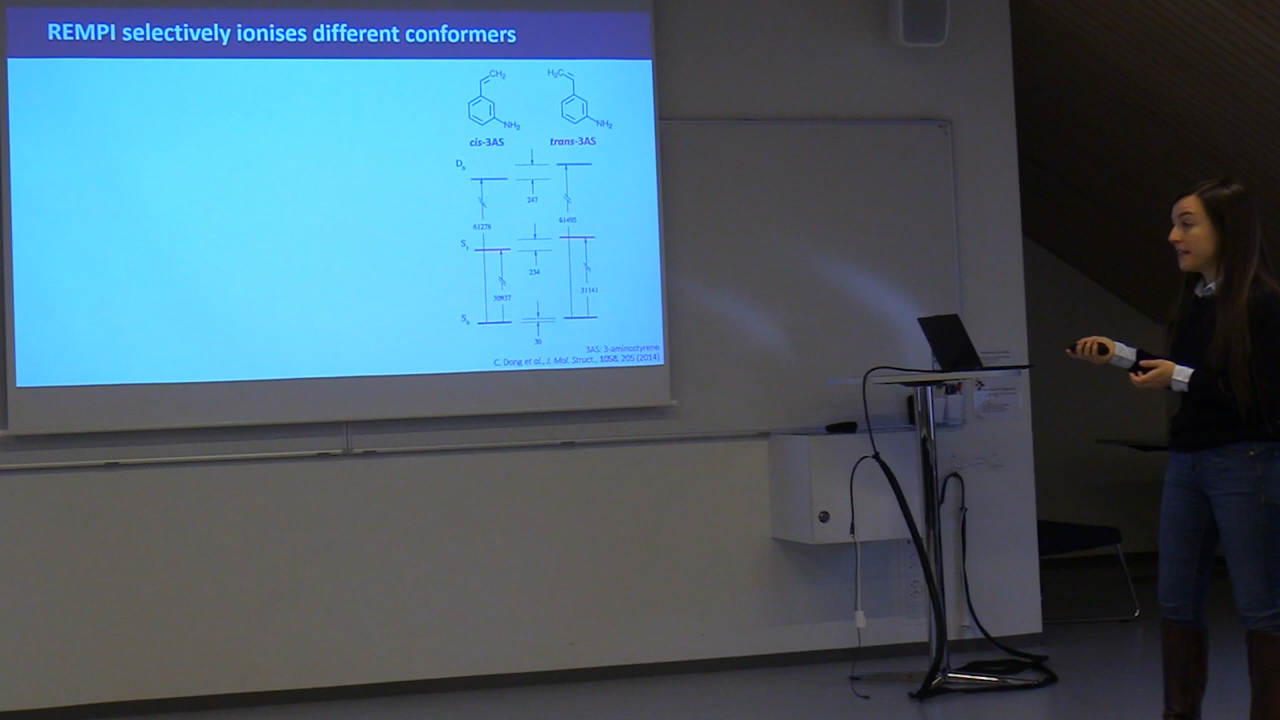 REMPI selectively ionises different conformers
CH₂
H₂C
NH₂
NH₂
cis-3AS
trans-3AS
D₀
247
61278
61495
S₁
234
30937
31141
S₀
30
3AS: 3-aminostyrene
C. Dong et al., J. Mol. Struct., 1058, 205 (2014)